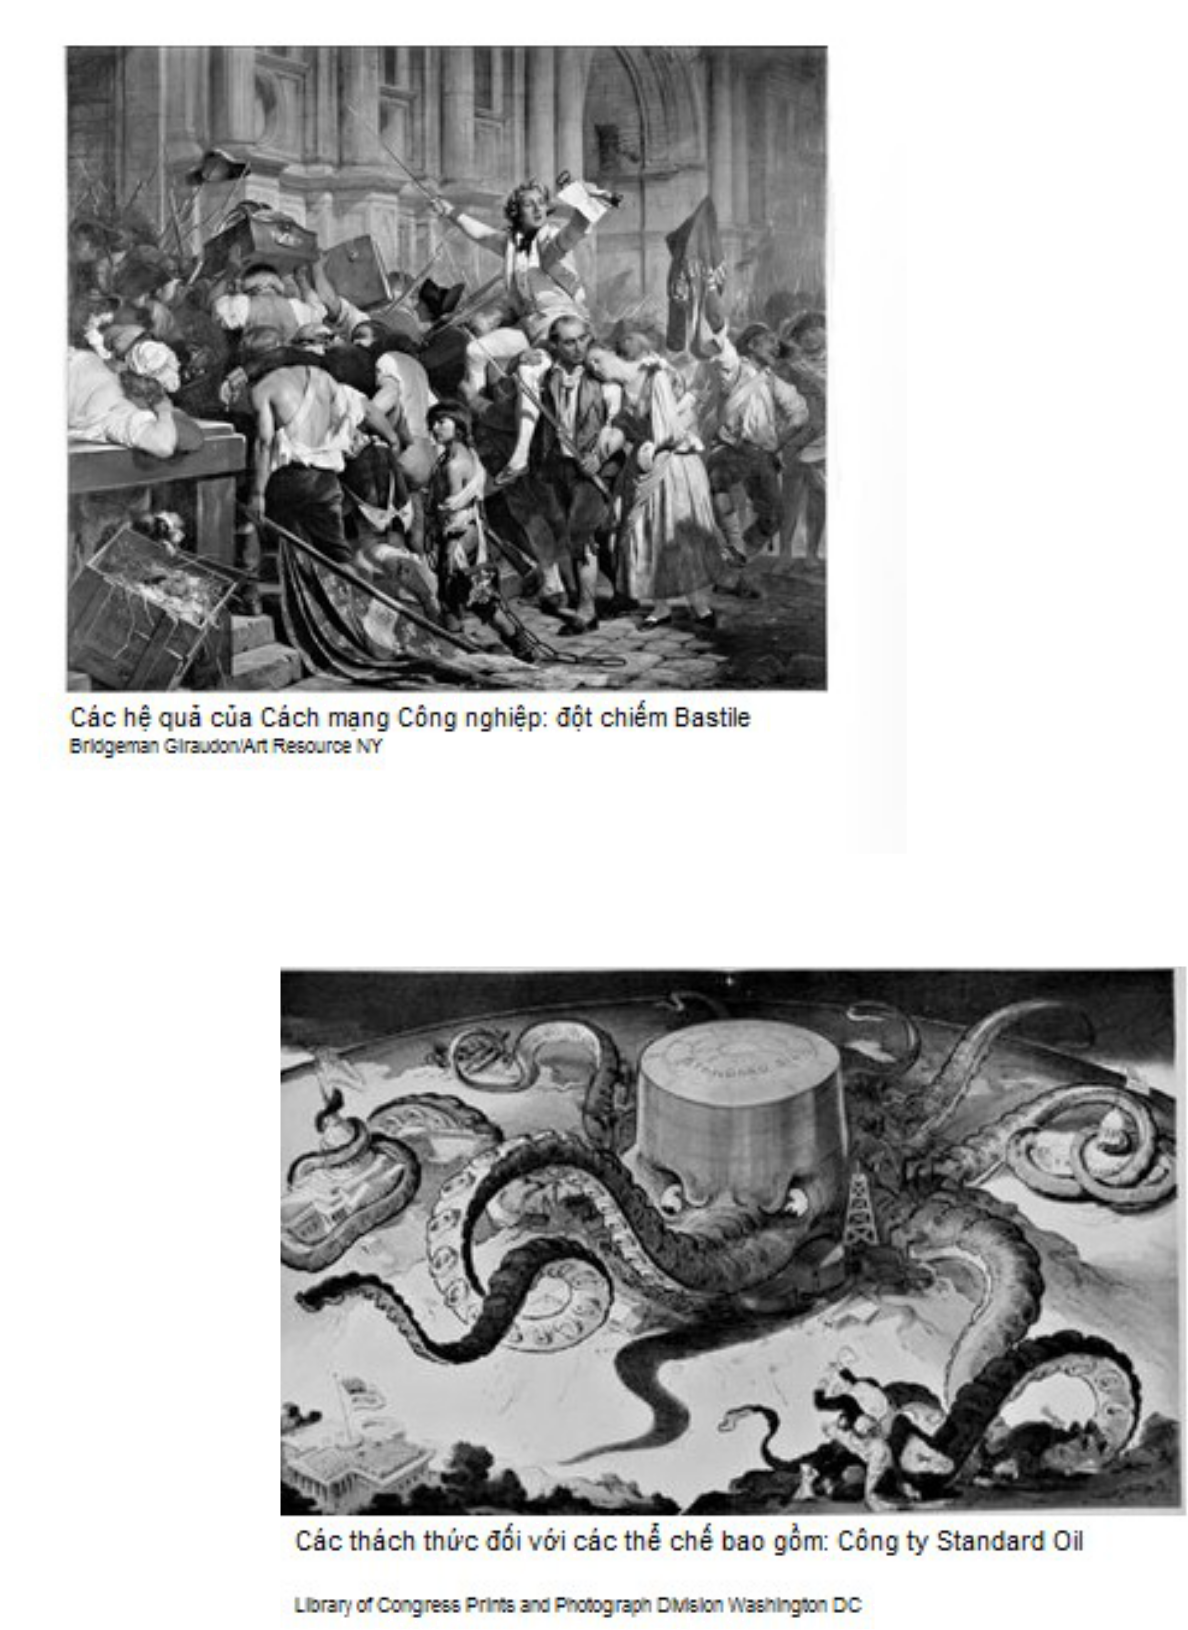 Các hệ quả của Cách mạng Công nghiệp: đột chiếm Bastile
Bridgeman Giraudon/Art Resource NY
Các thách thức đối với các thể chế bao gồm: Công ty Standard Oil
Library of Congress Prints and Photograph Division Washington DC